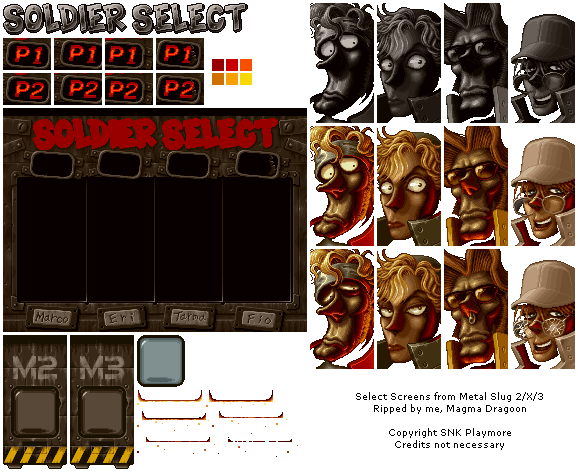 SOLDIER SELECT
P1 P1 P1 P1
P2 P2 P2 P2
SOLDIER SELECT
Marco Eri Tarma Fio
M2 M3
Select Screens from Metal Slug 2/X/3
Ripped by me, Magma Dragoon
Copyright SNK Playmore
Credits not necessary